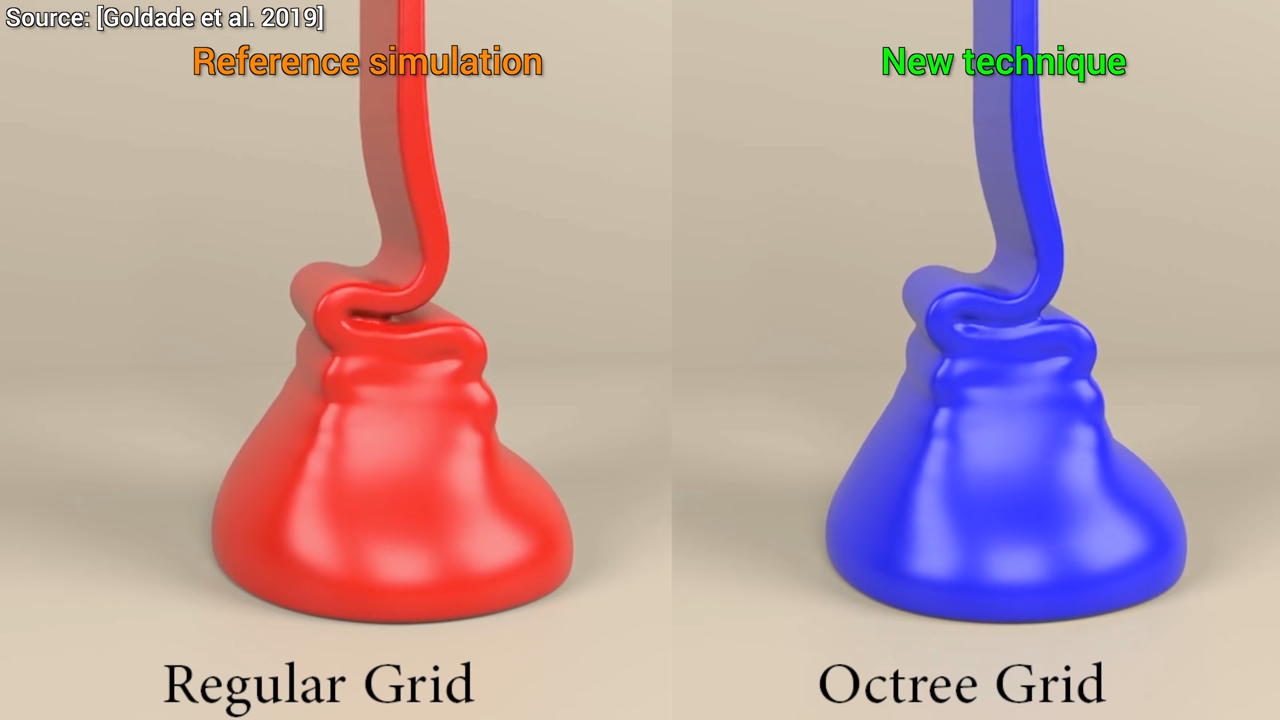 Source: [Goldade et al. 2019]
Reference simulation
New technique
Regular Grid
Octree Grid